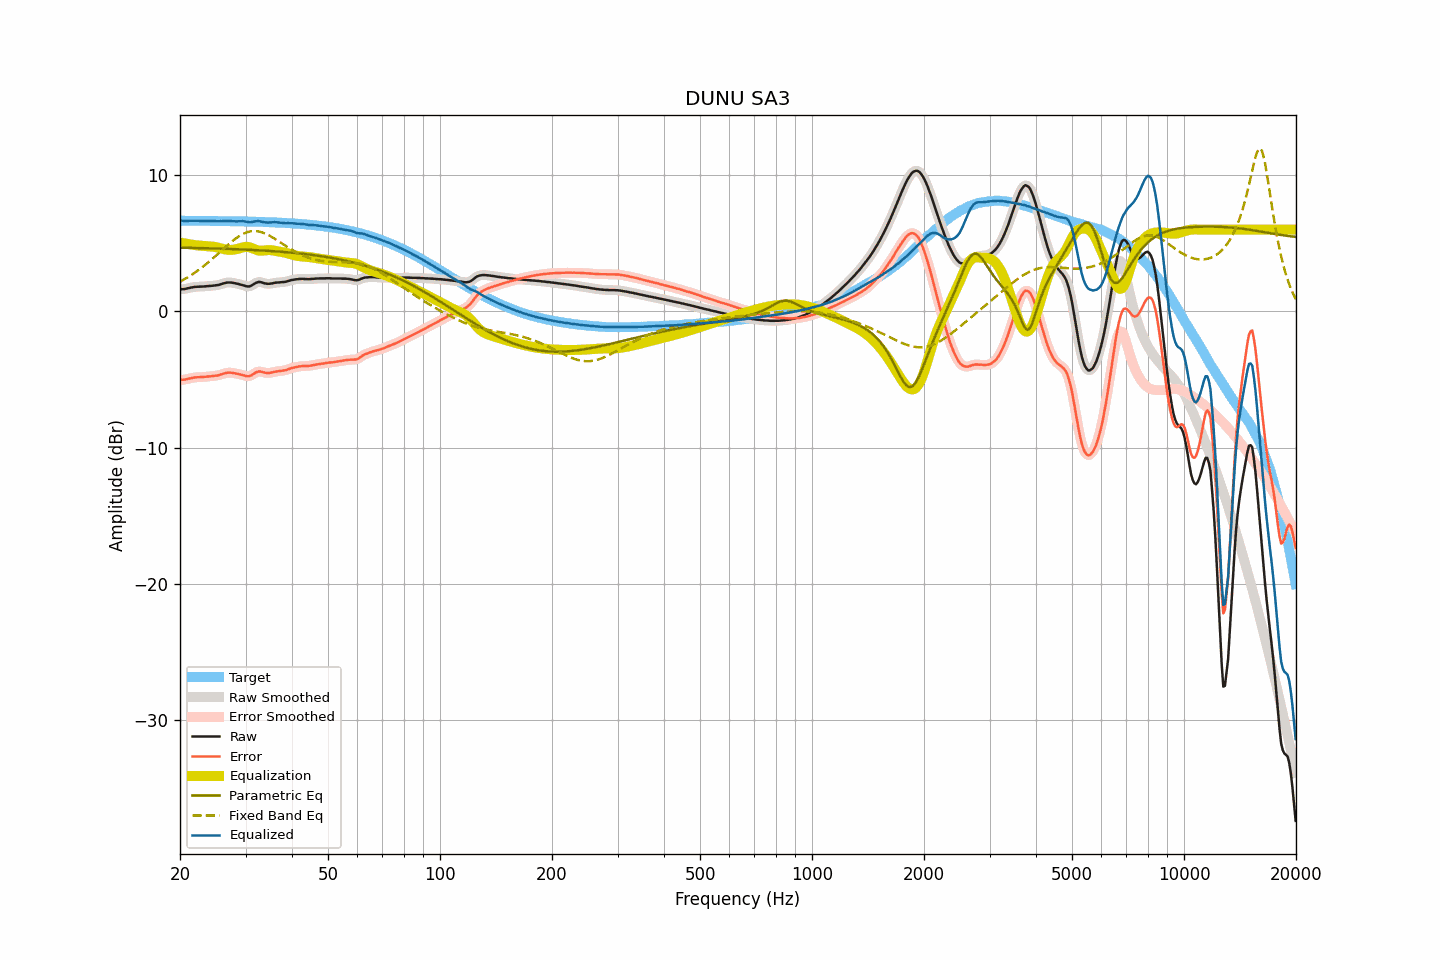 DUNU SA3
10
0
−10
−20
−30
Amplitude (dBr)
Target
Raw Smoothed
Error Smoothed
Raw
Error
Equalization
Parametric Eq
Fixed Band Eq
Equalized
20 50 100 200 500 1000 2000 5000 10000 20000
Frequency (Hz)